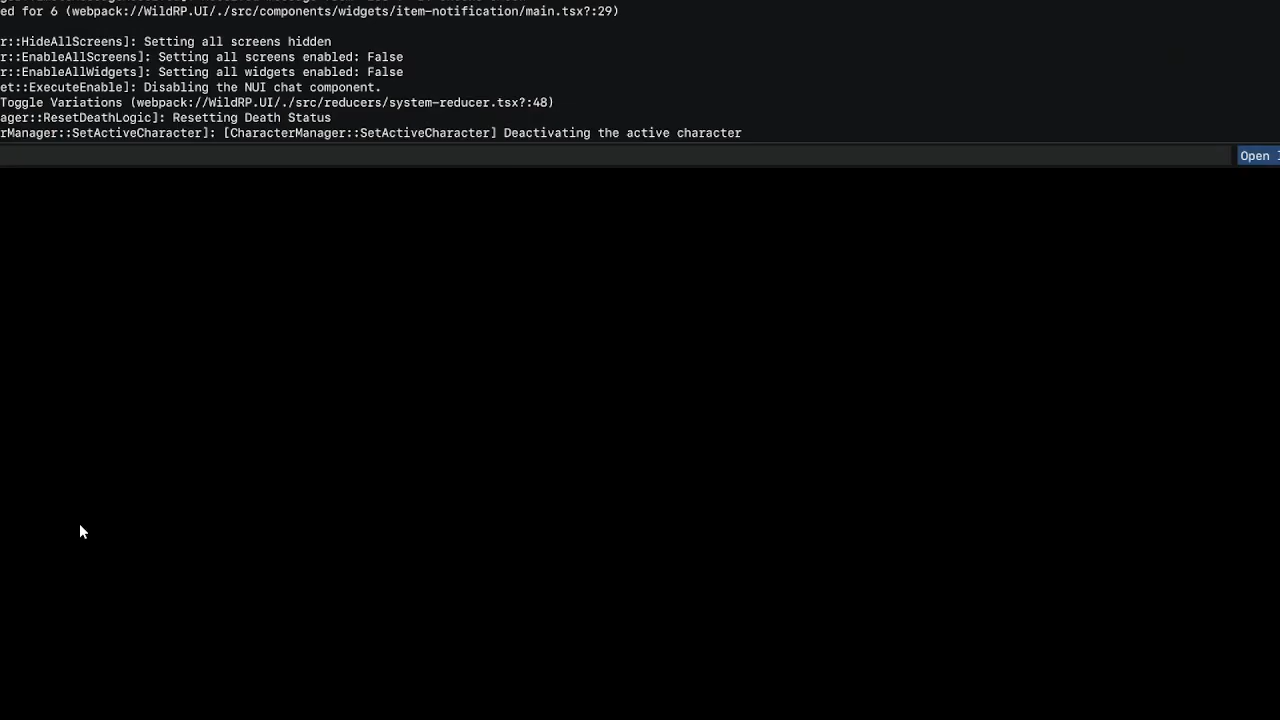 ed for 6 (webpack://WildRP.UI/./src/components/widgets/item-notification/main.tsx?:29)
r::HideAllScreens]: Setting all screens hidden
r::EnableAllScreens]: Setting all screens enabled: False
r::EnableAllWidgets]: Setting all widgets enabled: False
et::ExecuteEnable]: Disabling the NUI chat component.
Toggle Variations (webpack://WildRP.UI/./src/reducers/system-reducer.tsx?:48)
ager::ResetDeathLogic]: Resetting Death Status
rManager::SetActiveCharacter]: [CharacterManager::SetActiveCharacter] Deactivating the active character
Open